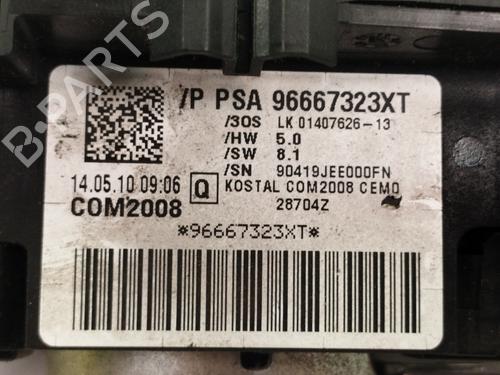 /P PSA 96667323XT
/3OS LK 01407626-13
/HW 5.0
/SW 8.1
/SN 90419JEE000FN
14.05.10 09:06 Q KOSTAL COM2008 CEM0
COM2008 28704Z
*96667323XT*
B-PARTS